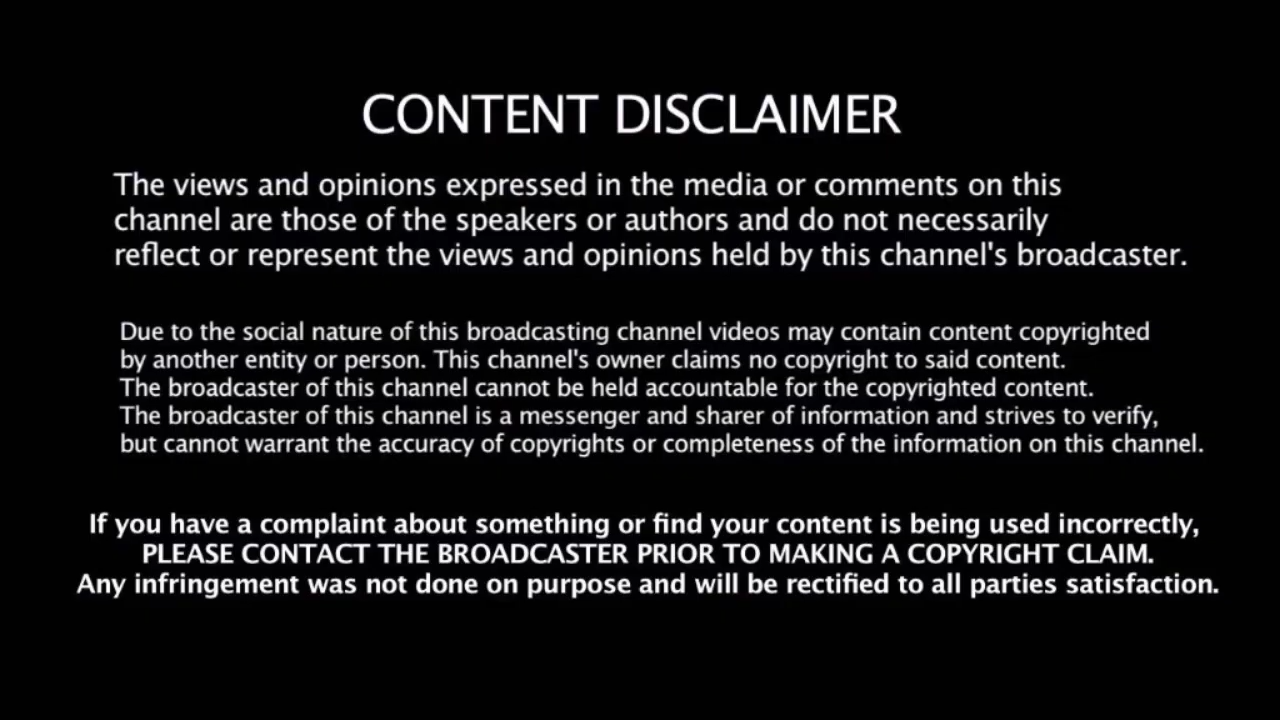 CONTENT DISCLAIMER
The views and opinions expressed in the media or comments on this
channel are those of the speakers or authors and do not necessarily
reflect or represent the views and opinions held by this channel's broadcaster.
Due to the social nature of this broadcasting channel videos may contain content copyrighted
by another entity or person. This channel's owner claims no copyright to said content.
The broadcaster of this channel cannot be held accountable for the copyrighted content.
The broadcaster of this channel is a messenger and sharer of information and strives to verify,
but cannot warrant the accuracy of copyrights or completeness of the information on this channel.
If you have a complaint about something or find your content is being used incorrectly,
PLEASE CONTACT THE BROADCASTER PRIOR TO MAKING A COPYRIGHT CLAIM.
Any infringement was not done on purpose and will be rectified to all parties satisfaction.